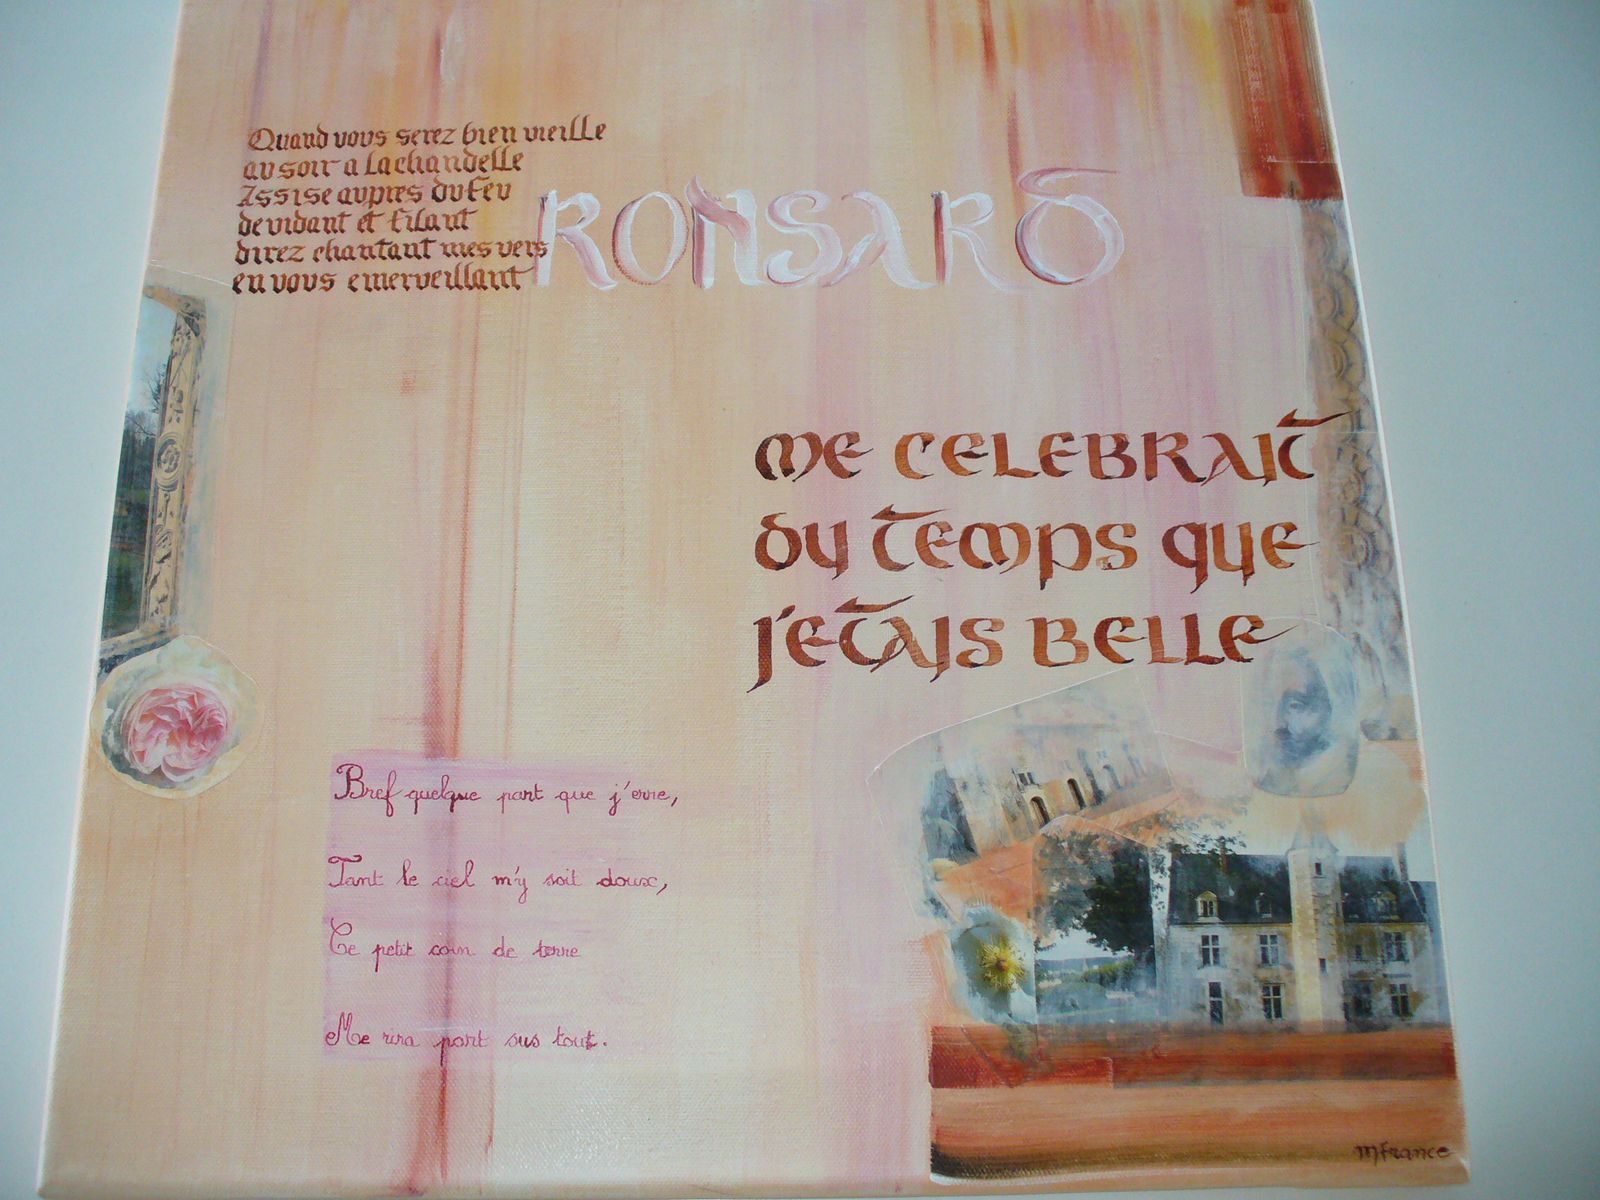 Quand vous serez bien vieille
au soir a la chandelle
Assise aupres du feu
devidant et filant
direz chantant mes vers
en vous emerveillant
RONSARD
ME CELEBRAIT
DU TEMPS QUE
J'ETAIS BELLE
Bref quelque part que j'erre,
Tant le ciel m'y soit doux,
Ce petit coin de terre
Me rira part sus tout.
MFrance